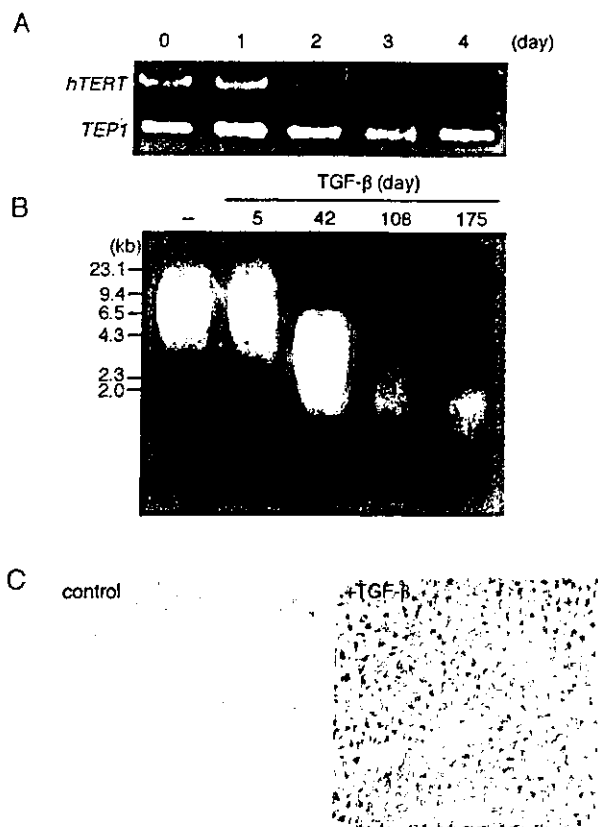 A
0 1 2 3 4 (day)
hTERT
TEP1
TGF-β (day)
B
– 5 42 108 175
(kb)
23.1
9.4
6.5
4.3
2.3
2.0
C
control
+TGF-β